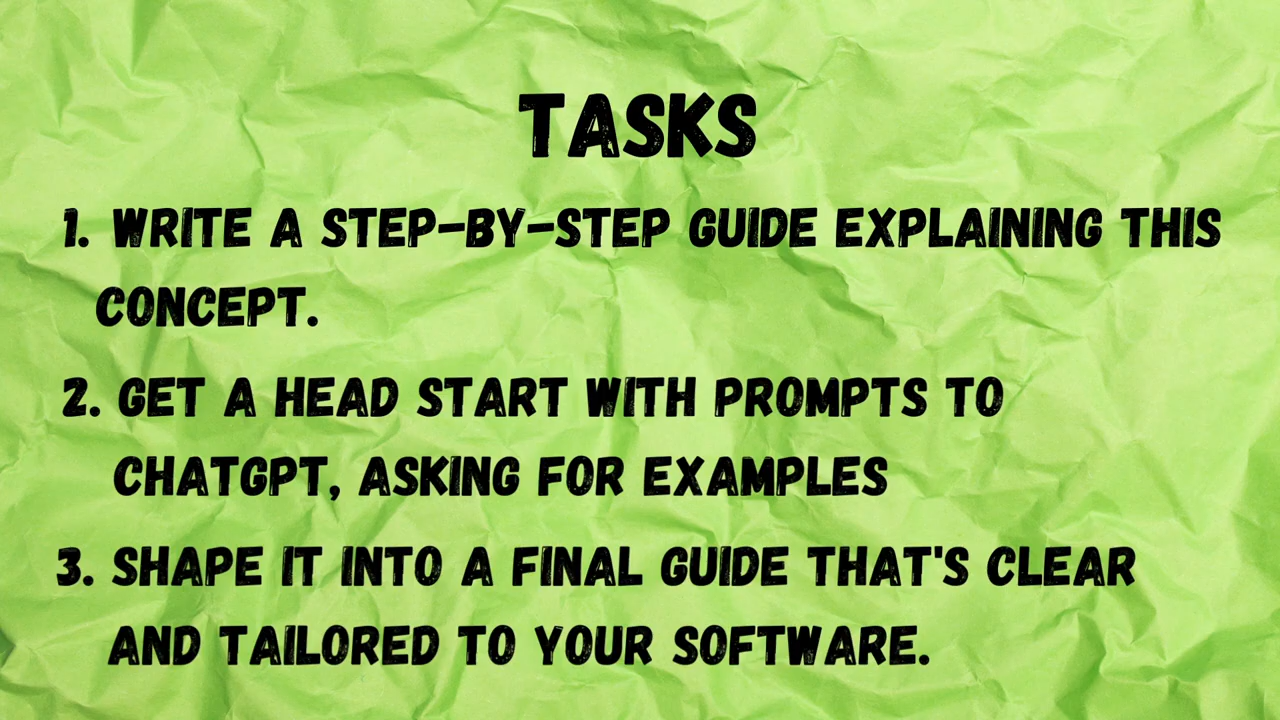 TASKS
1. WRITE A STEP-BY-STEP GUIDE EXPLAINING THIS
CONCEPT.
2. GET A HEAD START WITH PROMPTS TO
CHATGPT, ASKING FOR EXAMPLES
3. SHAPE IT INTO A FINAL GUIDE THAT'S CLEAR
AND TAILORED TO YOUR SOFTWARE.